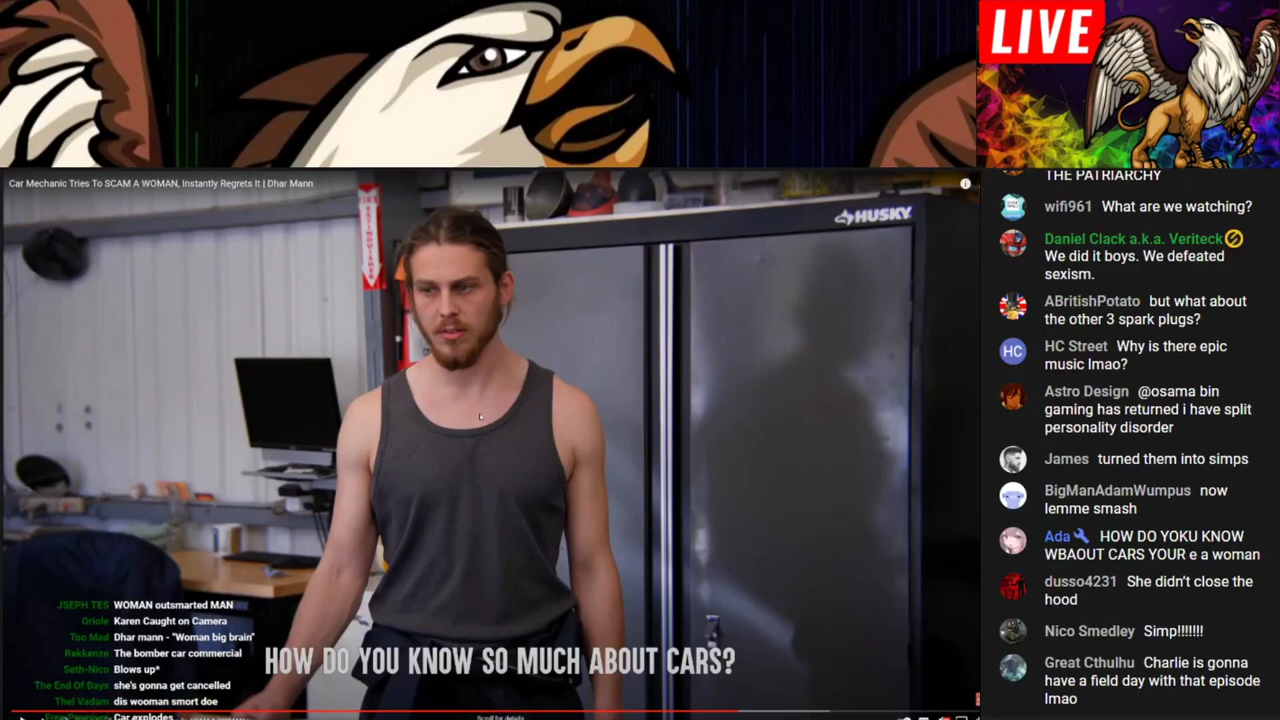 LIVE
Car Mechanic Tries To SCAM A WOMAN, Instantly Regrets It | Dhar Mann
HUSKY
EXTINGUISHER
HOW DO YOU KNOW SO MUCH ABOUT CARS?
JSEPH TES WOMAN outsmarted MAN
Oriole Karen Caught on Camera
Too Mad Dhar mann - "Woman big brain"
Rekkenze The bomber car commercial
Seth-Nico Blows up*
The End Of Days she's gonna get cancelled
Thel Vadam dis wooman smort doe
Car explodes
Scroll for details
THE PATRIARCHY
wifi961 What are we watching?
Daniel Clack a.k.a. Veriteck
We did it boys. We defeated
sexism.
ABritishPotato but what about
the other 3 spark plugs?
HC
HC Street Why is there epic
music lmao?
Astro Design @osama bin
gaming has returned i have split
personality disorder
James turned them into simps
BigManAdamWumpus now
lemme smash
Ada HOW DO YOKU KNOW
WBAOUT CARS YOUR e a woman
dusso4231 She didn't close the
hood
Nico Smedley Simp!!!!!!!
Great Cthulhu Charlie is gonna
have a field day with that episode
lmao